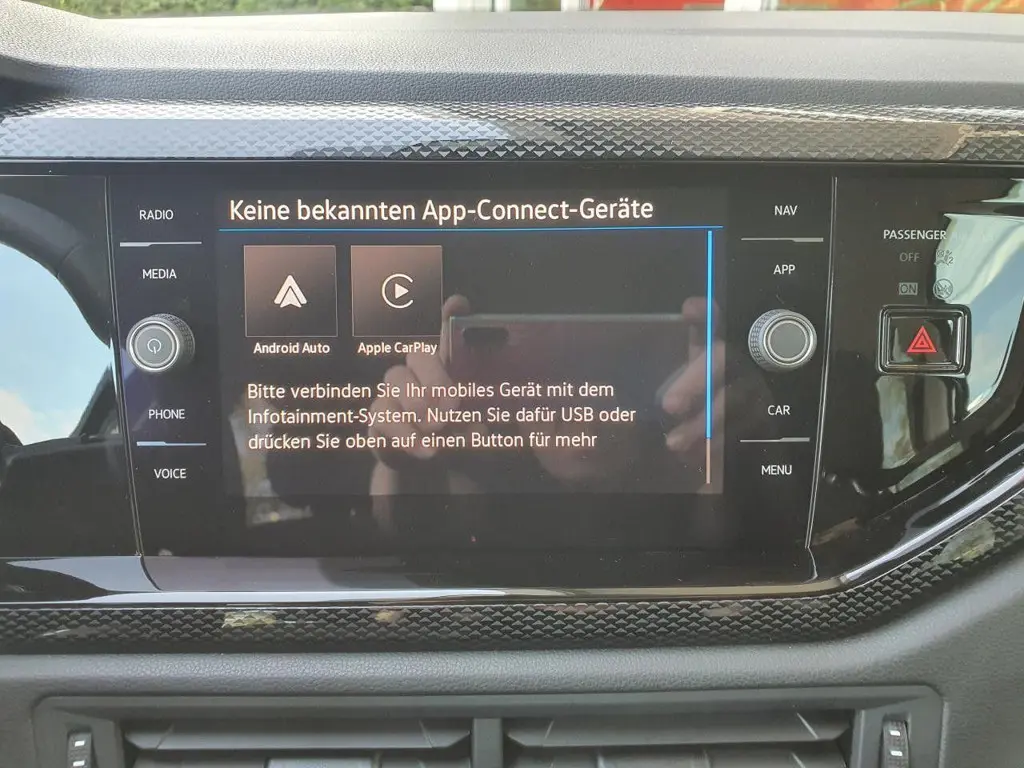 RADIO
MEDIA
PHONE
VOICE
Keine bekannten App-Connect-Geräte
Android Auto
Apple CarPlay
Bitte verbinden Sie Ihr mobiles Gerät mit dem
Infotainment-System. Nutzen Sie dafür USB oder
drücken Sie oben auf einen Button für mehr
NAV
APP
CAR
MENU
PASSENGER
OFF
ON